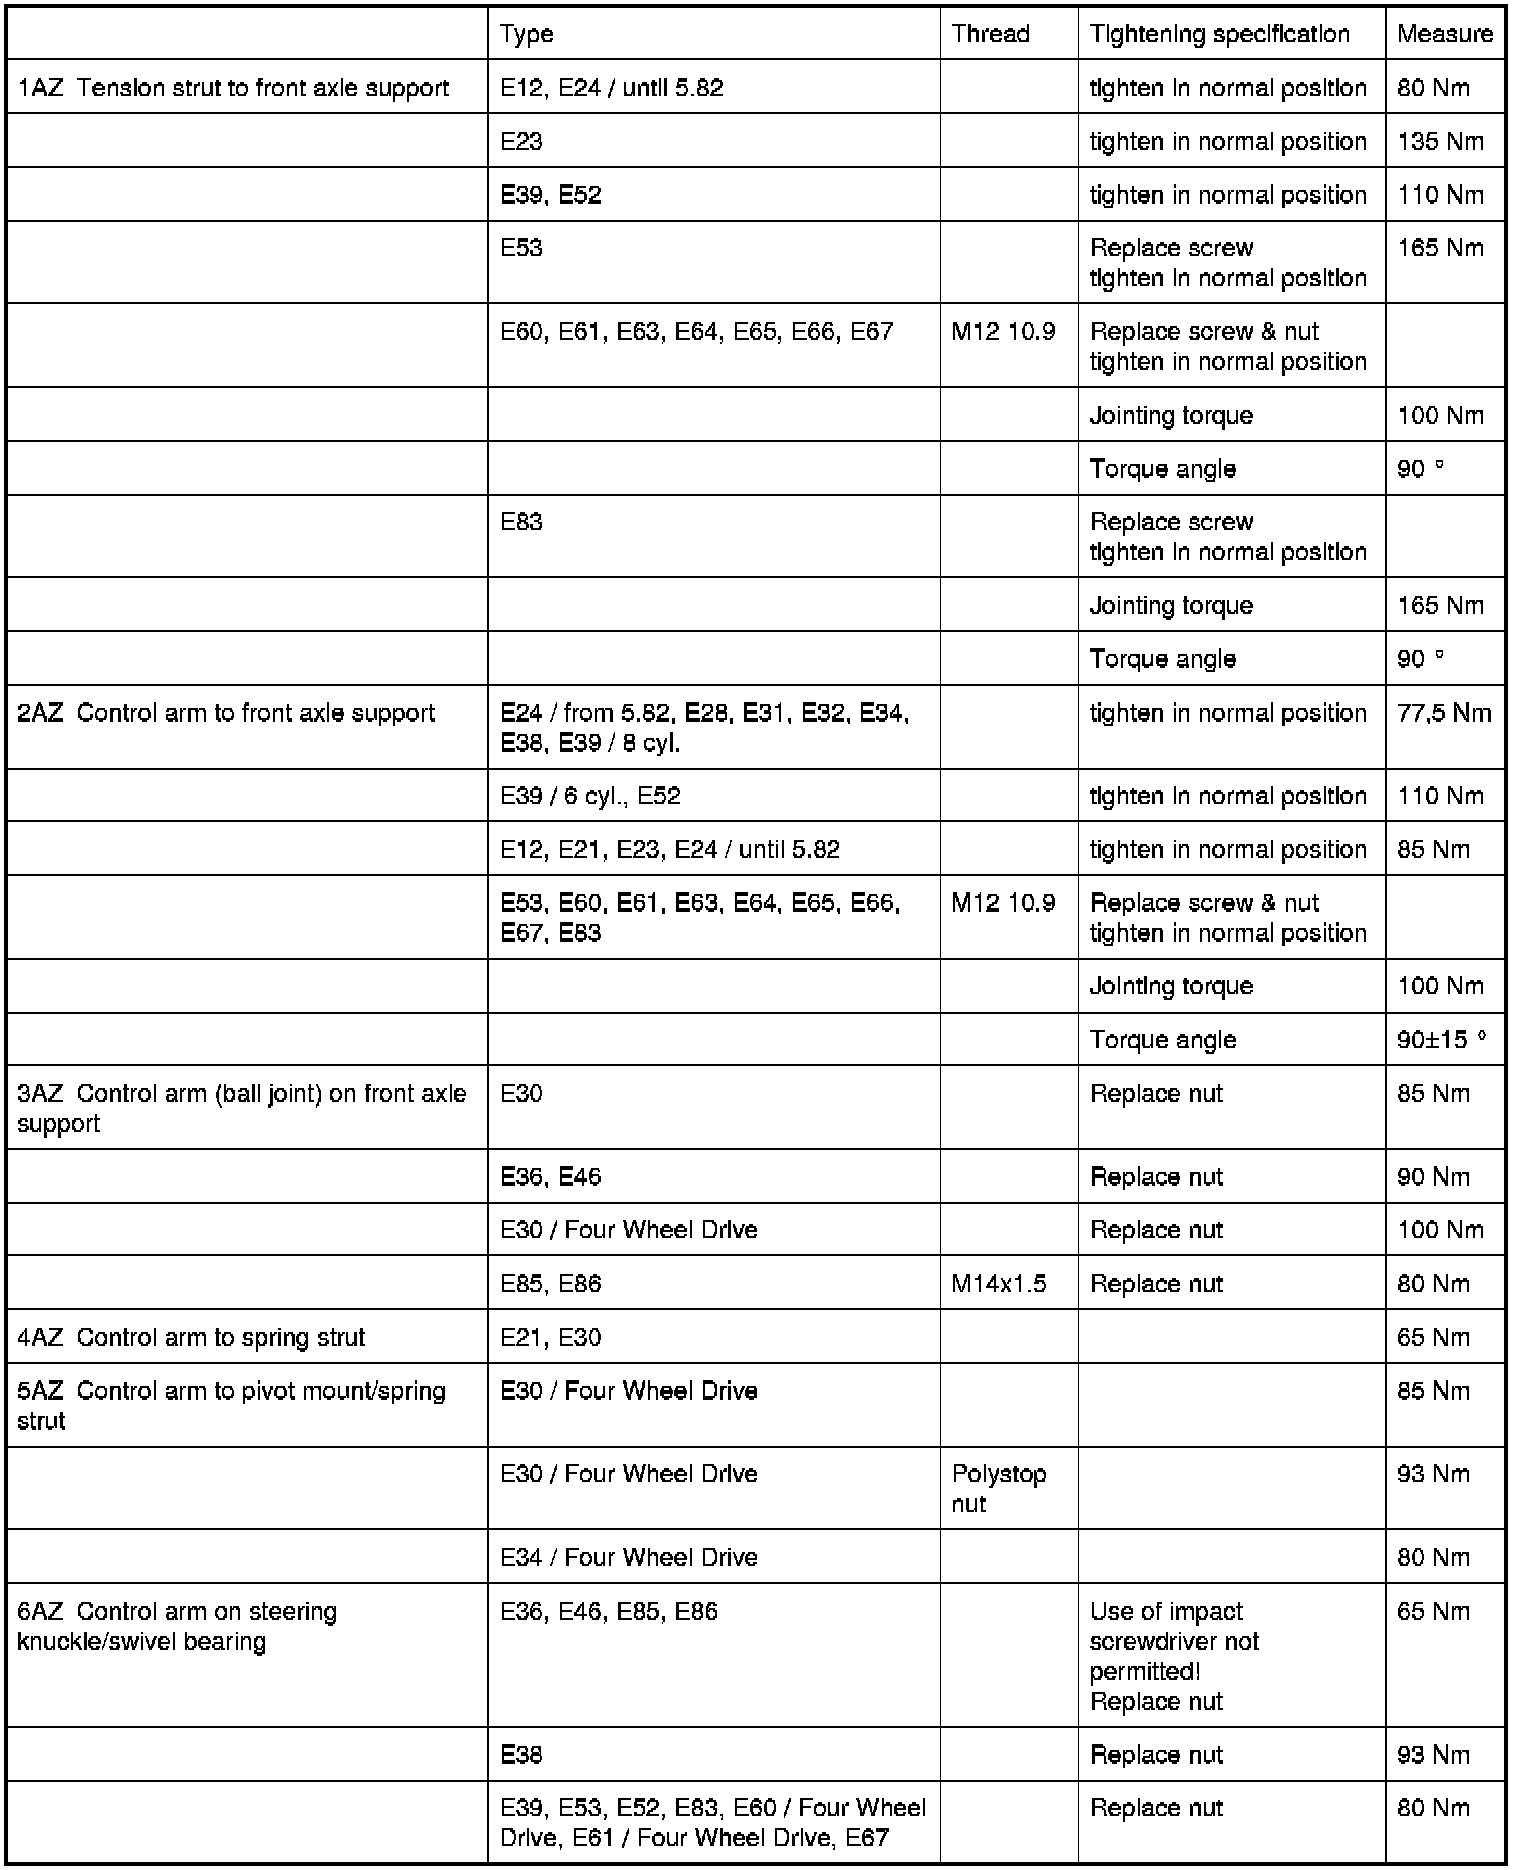 Type Thread Tightening specification Measure
1AZ Tension strut to front axle support E12, E24 / until 5.82 tighten in normal position 80 Nm
E23 tighten in normal position 135 Nm
E39, E52 tighten in normal position 110 Nm
E53 Replace screw 165 Nm
tighten in normal position
E60, E61, E63, E64, E65, E66, E67 M12 10.9 Replace screw & nut
tighten in normal position
Jointing torque 100 Nm
Torque angle 90 °
E83 Replace screw
tighten in normal position
Jointing torque 165 Nm
Torque angle 90 °
2AZ Control arm to front axle support E24 / from 5.82, E28, E31, E32, E34, tighten in normal position 77,5 Nm
E38, E39 / 8 cyl.
E39 / 6 cyl., E52 tighten in normal position 110 Nm
E12, E21, E23, E24 / until 5.82 tighten in normal position 85 Nm
E53, E60, E61, E63, E64, E65, E66, M12 10.9 Replace screw & nut
E67, E83 tighten in normal position
Jointing torque 100 Nm
Torque angle 90±15 °
3AZ Control arm (ball joint) on front axle E30 Replace nut 85 Nm
support
E36, E46 Replace nut 90 Nm
E30 / Four Wheel Drive Replace nut 100 Nm
E85, E86 M14x1.5 Replace nut 80 Nm
4AZ Control arm to spring strut E21, E30 65 Nm
5AZ Control arm to pivot mount/spring E30 / Four Wheel Drive 85 Nm
strut
E30 / Four Wheel Drive Polystop 93 Nm
nut
E34 / Four Wheel Drive 80 Nm
6AZ Control arm on steering E36, E46, E85, E86 Use of impact 65 Nm
knuckle/swivel bearing screwdriver not
permitted!
Replace nut
E38 Replace nut 93 Nm
E39, E53, E52, E83, E60 / Four Wheel Replace nut 80 Nm
Drive, E61 / Four Wheel Drive, E67